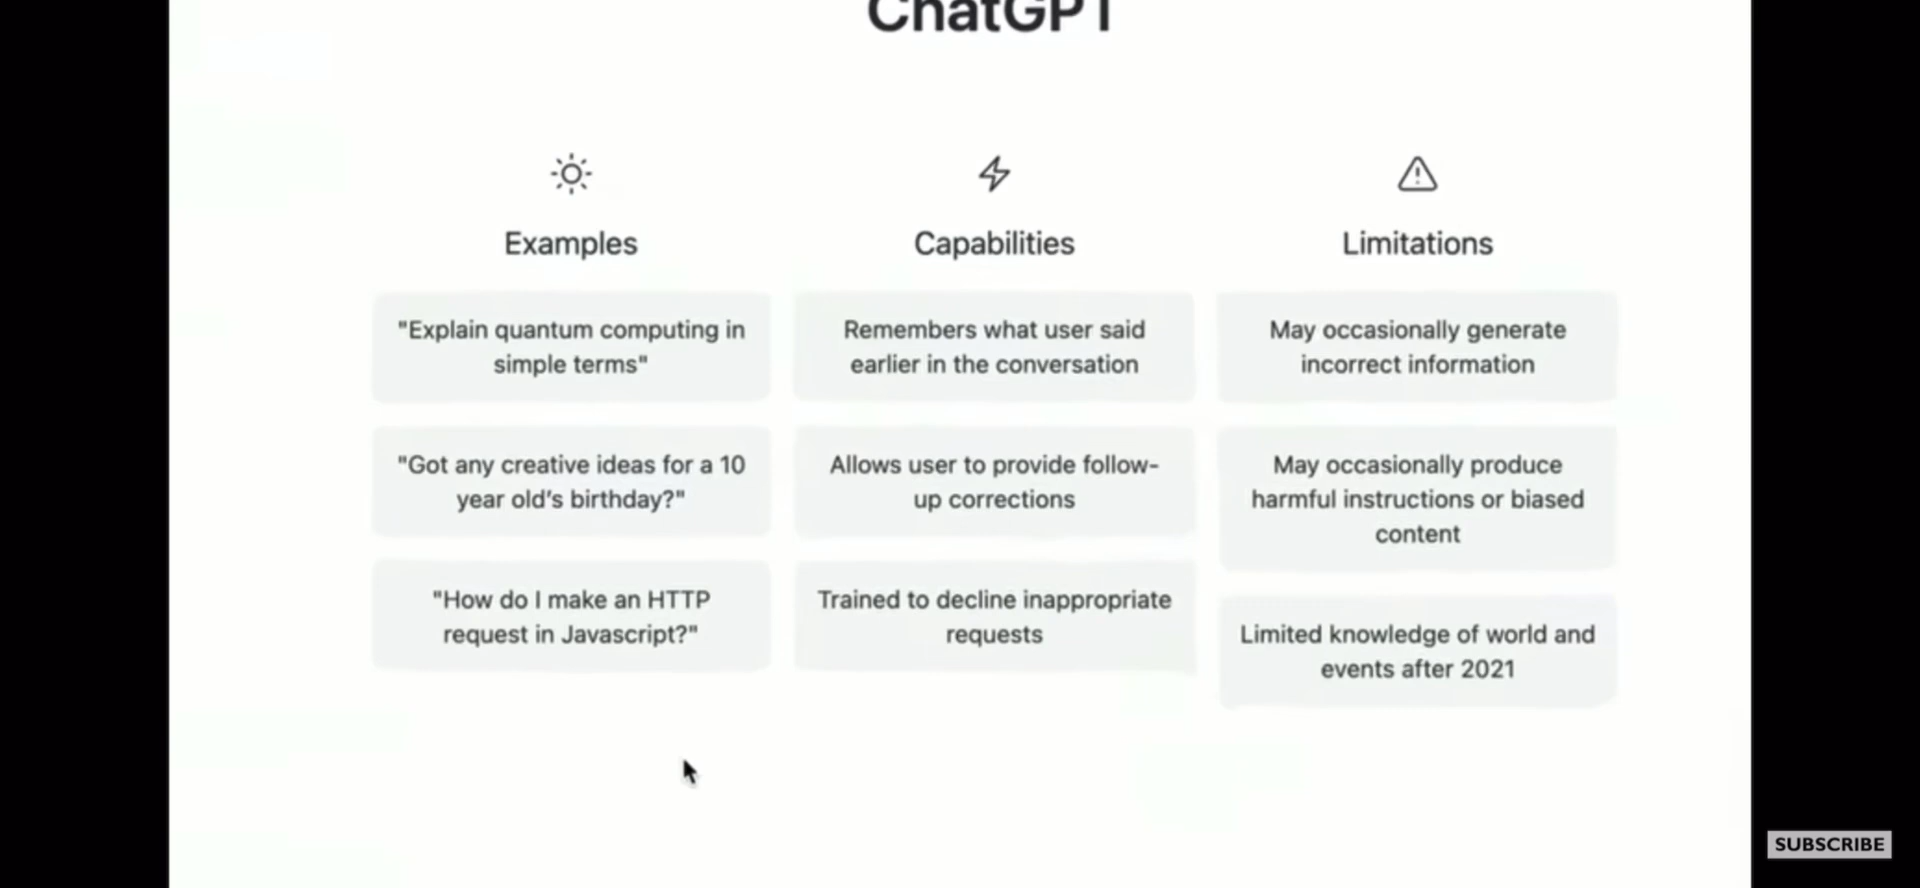 ChatGPT
Examples
"Explain quantum computing in
simple terms"
"Got any creative ideas for a 10
year old's birthday?"
"How do I make an HTTP
request in Javascript?"
Capabilities
Remembers what user said
earlier in the conversation
Allows user to provide follow-
up corrections
Trained to decline inappropriate
requests
Limitations
May occasionally generate
incorrect information
May occasionally produce
harmful instructions or biased
content
Limited knowledge of world and
events after 2021
SUBSCRIBE